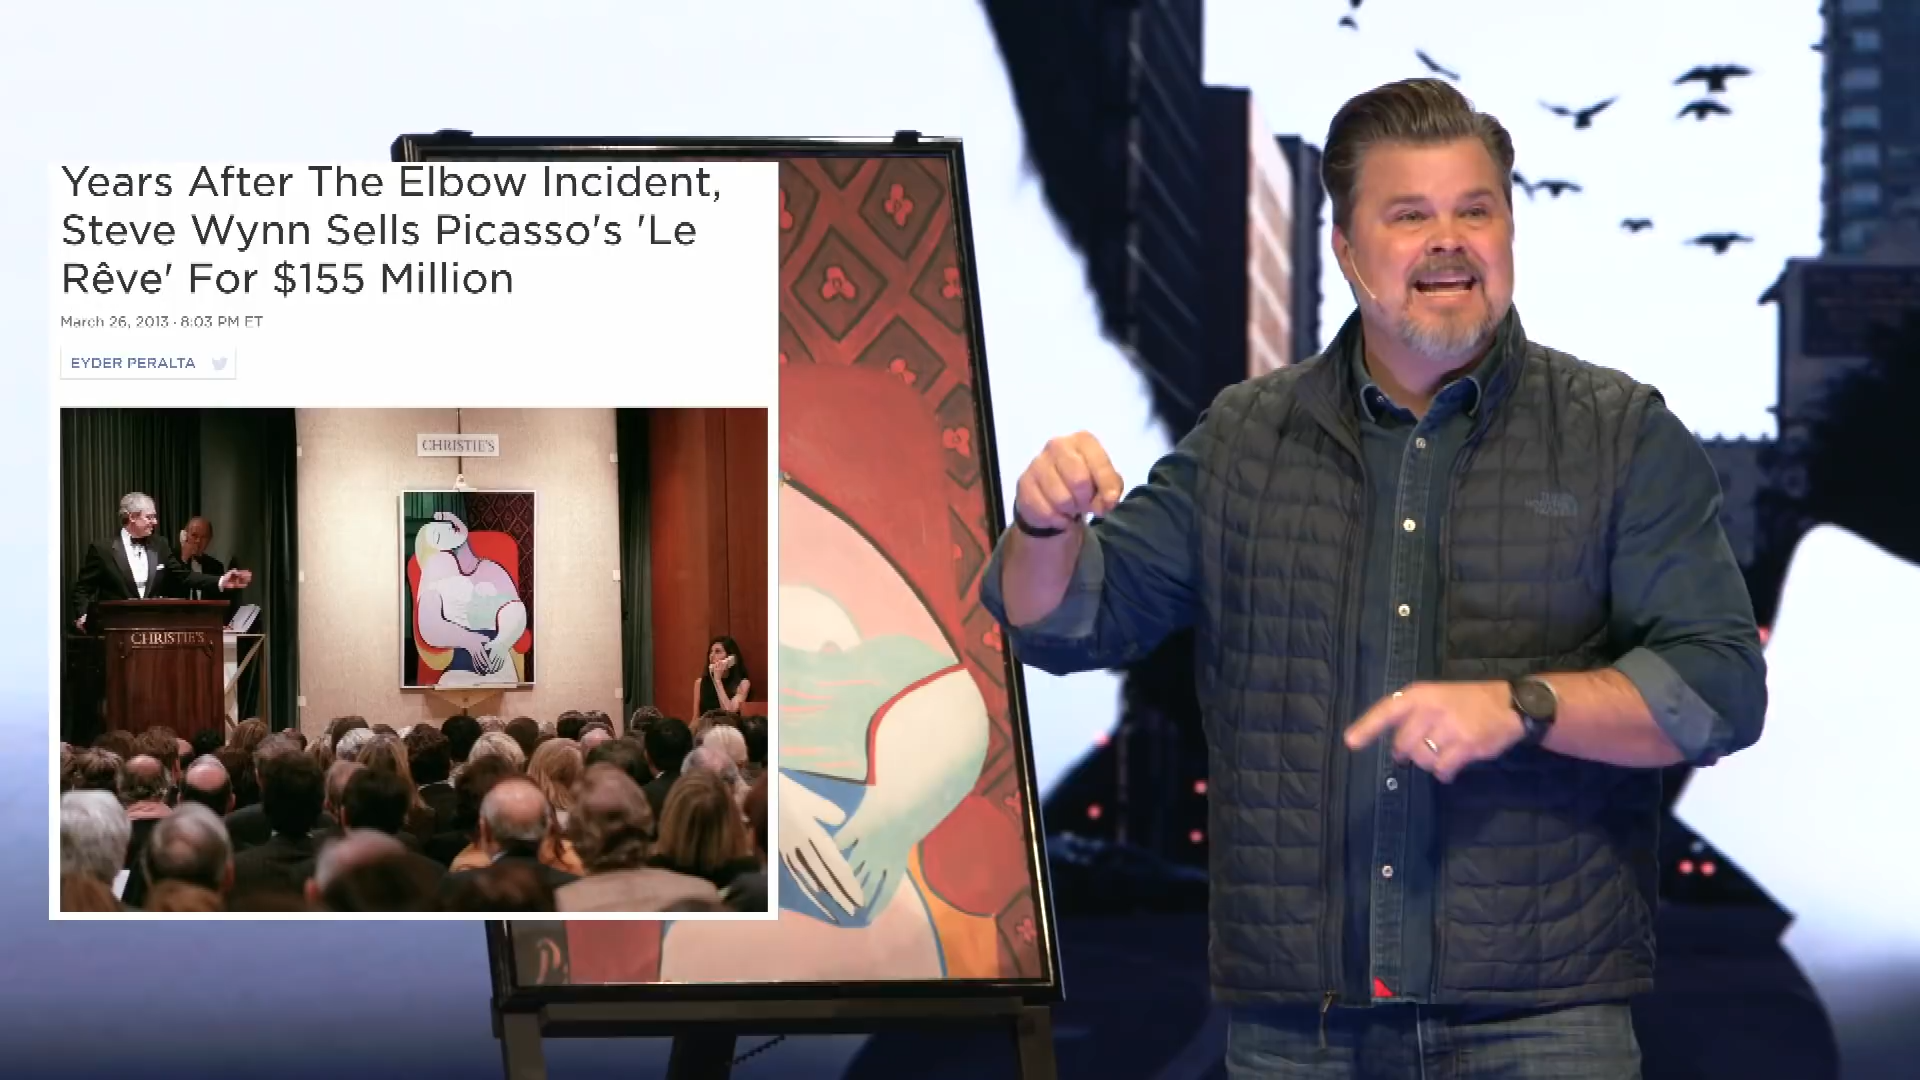 Years After The Elbow Incident,
Steve Wynn Sells Picasso's 'Le
Rêve' For $155 Million
March 26, 2013 · 8:03 PM ET
EYDER PERALTA
CHRISTIE'S
CHRISTIE'S